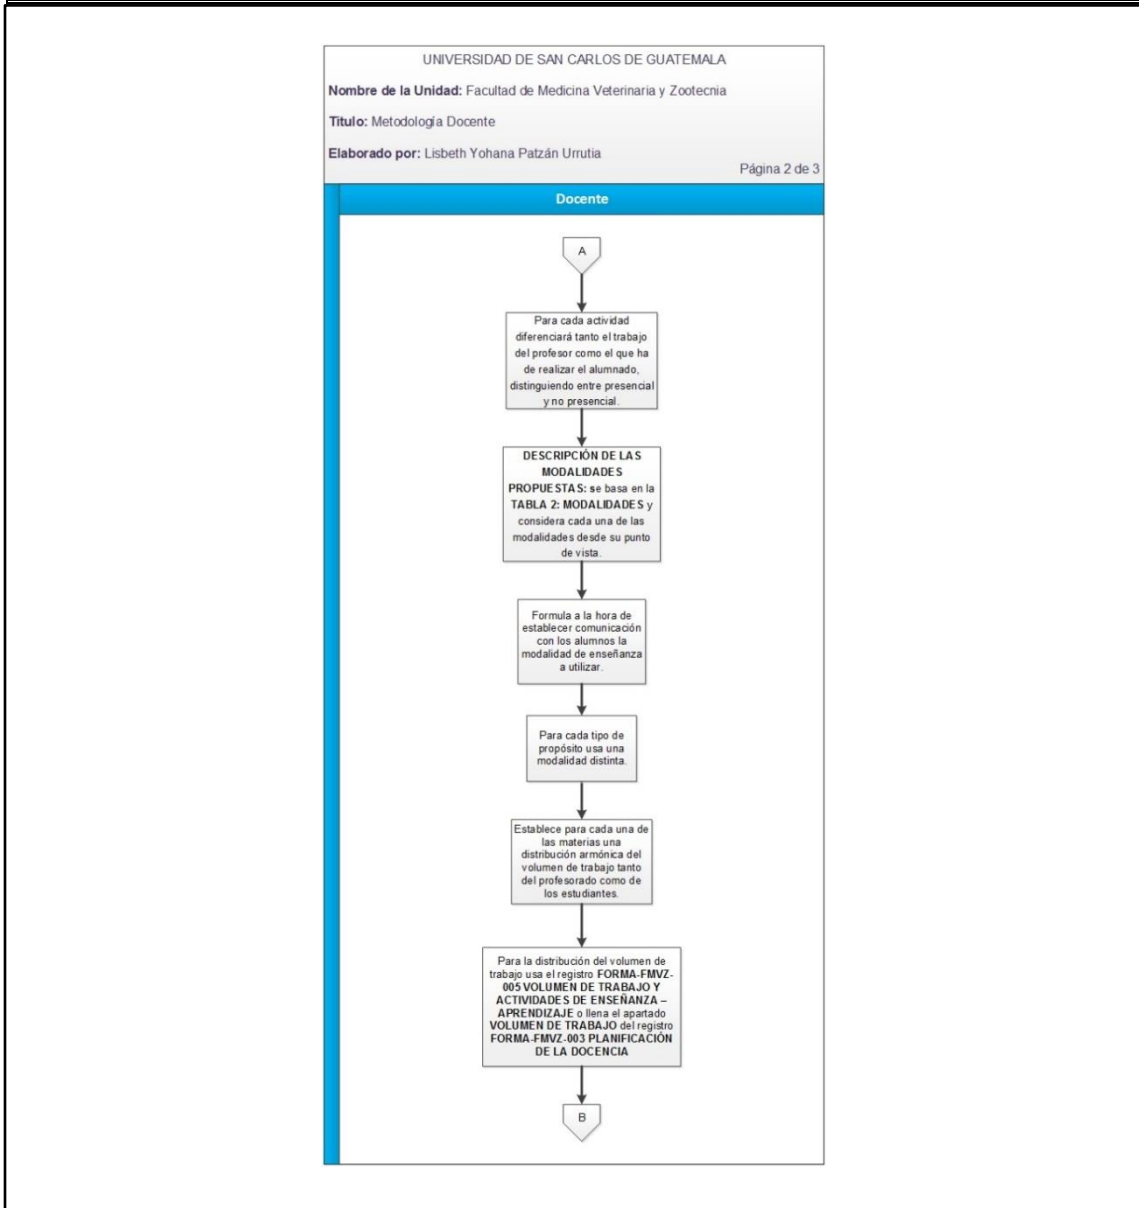 UNIVERSIDAD DE SAN CARLOS DE GUATEMALA
Nombre de la Unidad: Facultad de Medicina Veterinaria y Zootecnia
Titulo: Metodología Docente
Elaborado por: Lisbeth Yohana Patzán Urrutia
Página 2 de 3
Docente
A
Para cada actividad
diferenciará tanto el trabajo
del profesor como el que ha
de realizar el alumnado,
distinguiendo entre presencial
y no presencial.
DESCRIPCIÓN DE LAS
MODALIDADES
PROPUESTAS: se basa en la
TABLA 2: MODALIDADES y
considera cada una de las
modalidades desde su punto
de vista.
Formula a la hora de
establecer comunicación
con los alumnos la
modalidad de enseñanza
a utilizar.
Para cada tipo de
propósito usa una
modalidad distinta.
Establece para cada una de
las materias una
distribución armónica del
volumen de trabajo tanto
del profesorado como de
los estudiantes.
Para la distribución del volumen de
trabajo usa el registro FORMA-FMVZ-
005 VOLUMEN DE TRABAJO Y
ACTIVIDADES DE ENSEÑANZA –
APRENDIZAJE o llena el apartado
VOLUMEN DE TRABAJO del registro
FORMA-FMVZ-003 PLANIFICACIÓN
DE LA DOCENCIA
B